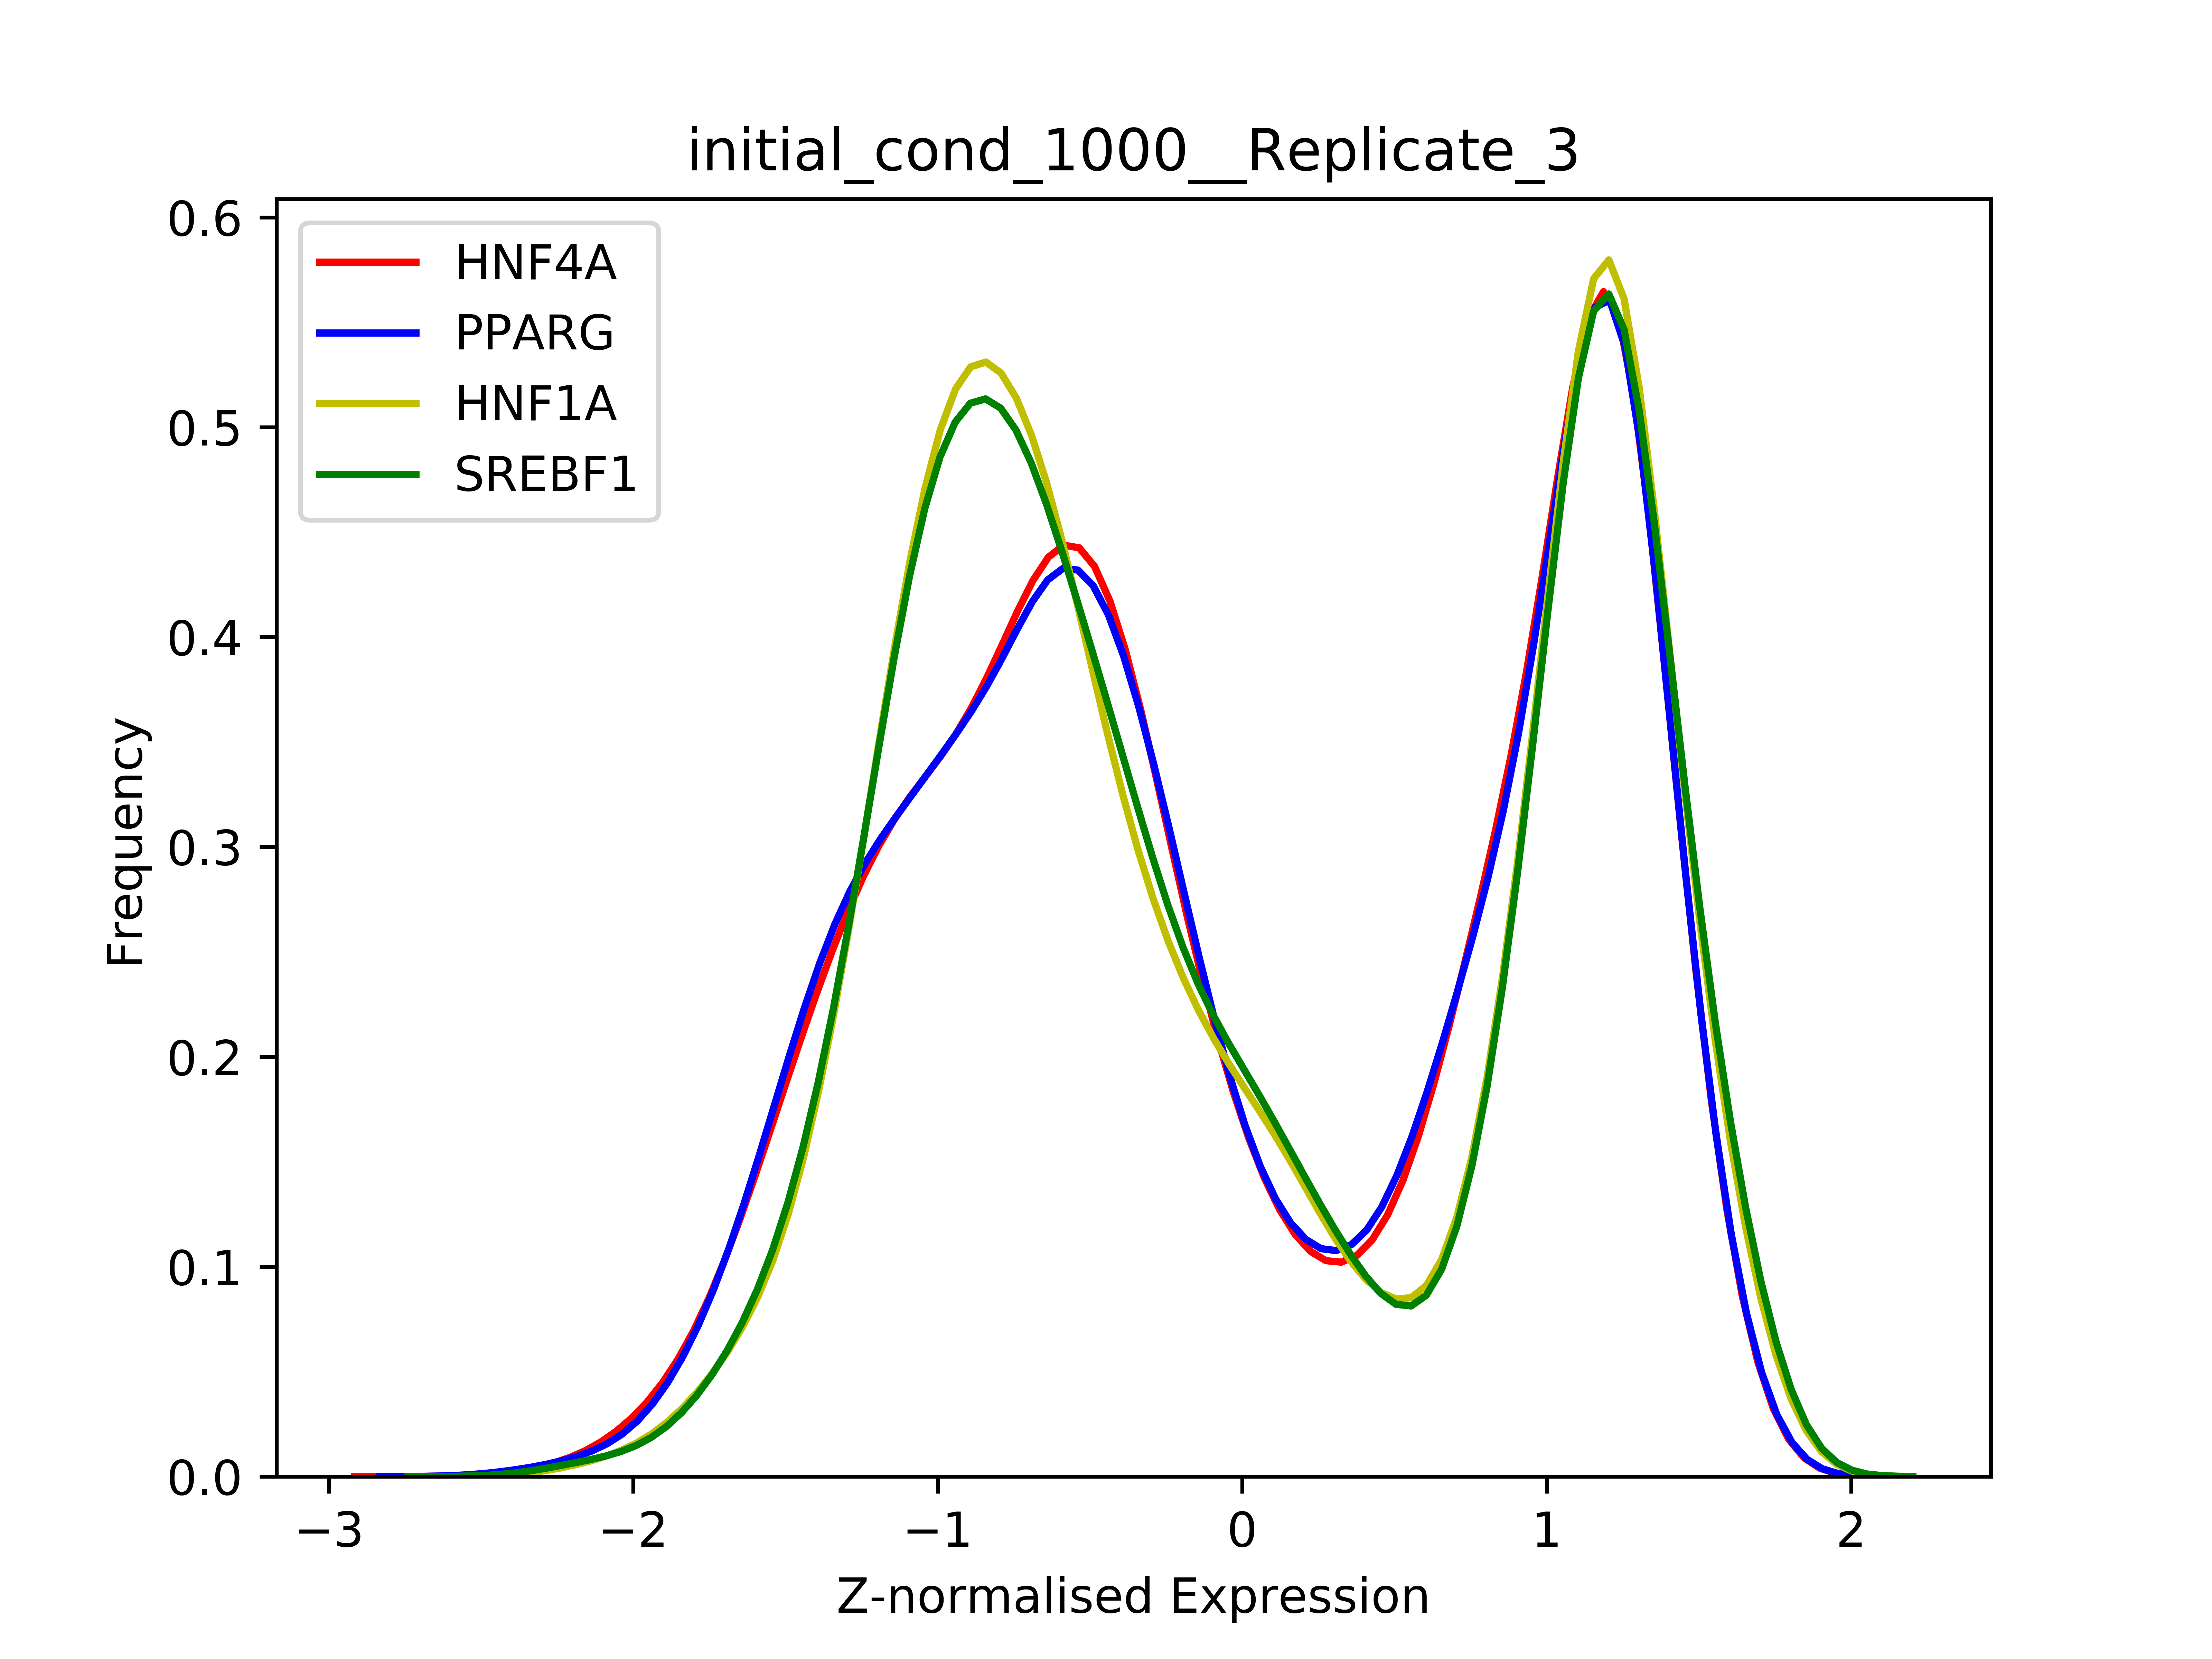 initial_cond_1000__Replicate_3
0.6
0.5
0.4
0.3
0.2
0.1
0.0
Frequency
HNF4A
PPARG
HNF1A
SREBF1
−3 −2 −1 0 1 2
Z-normalised Expression